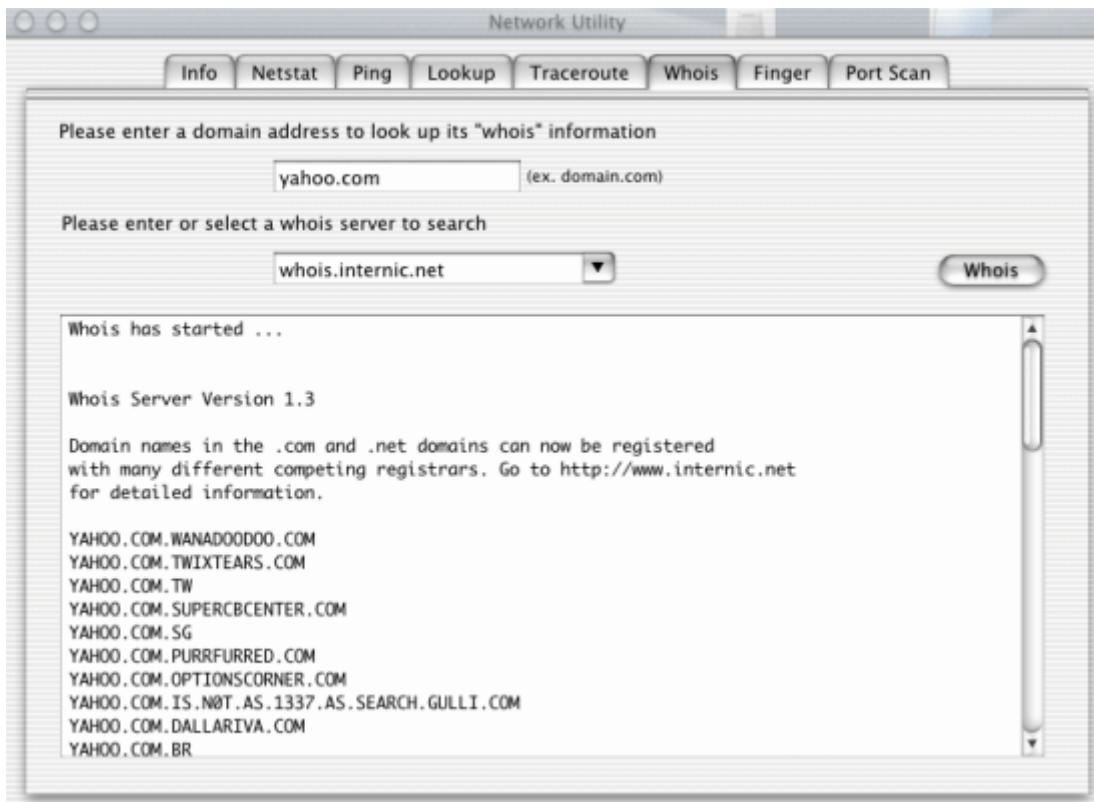 Network Utility
Info Netstat Ping Lookup Traceroute Whois Finger Port Scan
Please enter a domain address to look up its "whois" information
yahoo.com (ex. domain.com)
Please enter or select a whois server to search
whois.internic.net Whois
Whois has started ...
Whois Server Version 1.3
Domain names in the .com and .net domains can now be registered
with many different competing registrars. Go to http://www.internic.net
for detailed information.
YAHOO.COM.WANADOODOO.COM
YAHOO.COM.TWIXTEARS.COM
YAHOO.COM.TW
YAHOO.COM.SUPERCBCENTER.COM
YAHOO.COM.SG
YAHOO.COM.PURRFURRED.COM
YAHOO.COM.OPTIONSCORNER.COM
YAHOO.COM.IS.N0T.AS.1337.AS.SEARCH.GULLI.COM
YAHOO.COM.DALLARIVA.COM
YAHOO.COM.BR